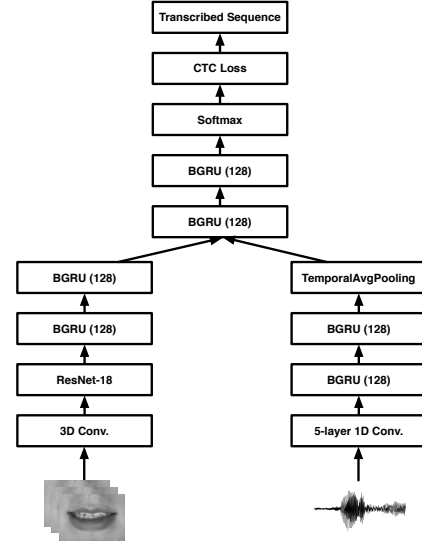 Transcribed Sequence
CTC Loss
Softmax
BGRU (128)
BGRU (128)
BGRU (128)
TemporalAvgPooling
BGRU (128)
BGRU (128)
ResNet-18
BGRU (128)
3D Conv.
5-layer 1D Conv.